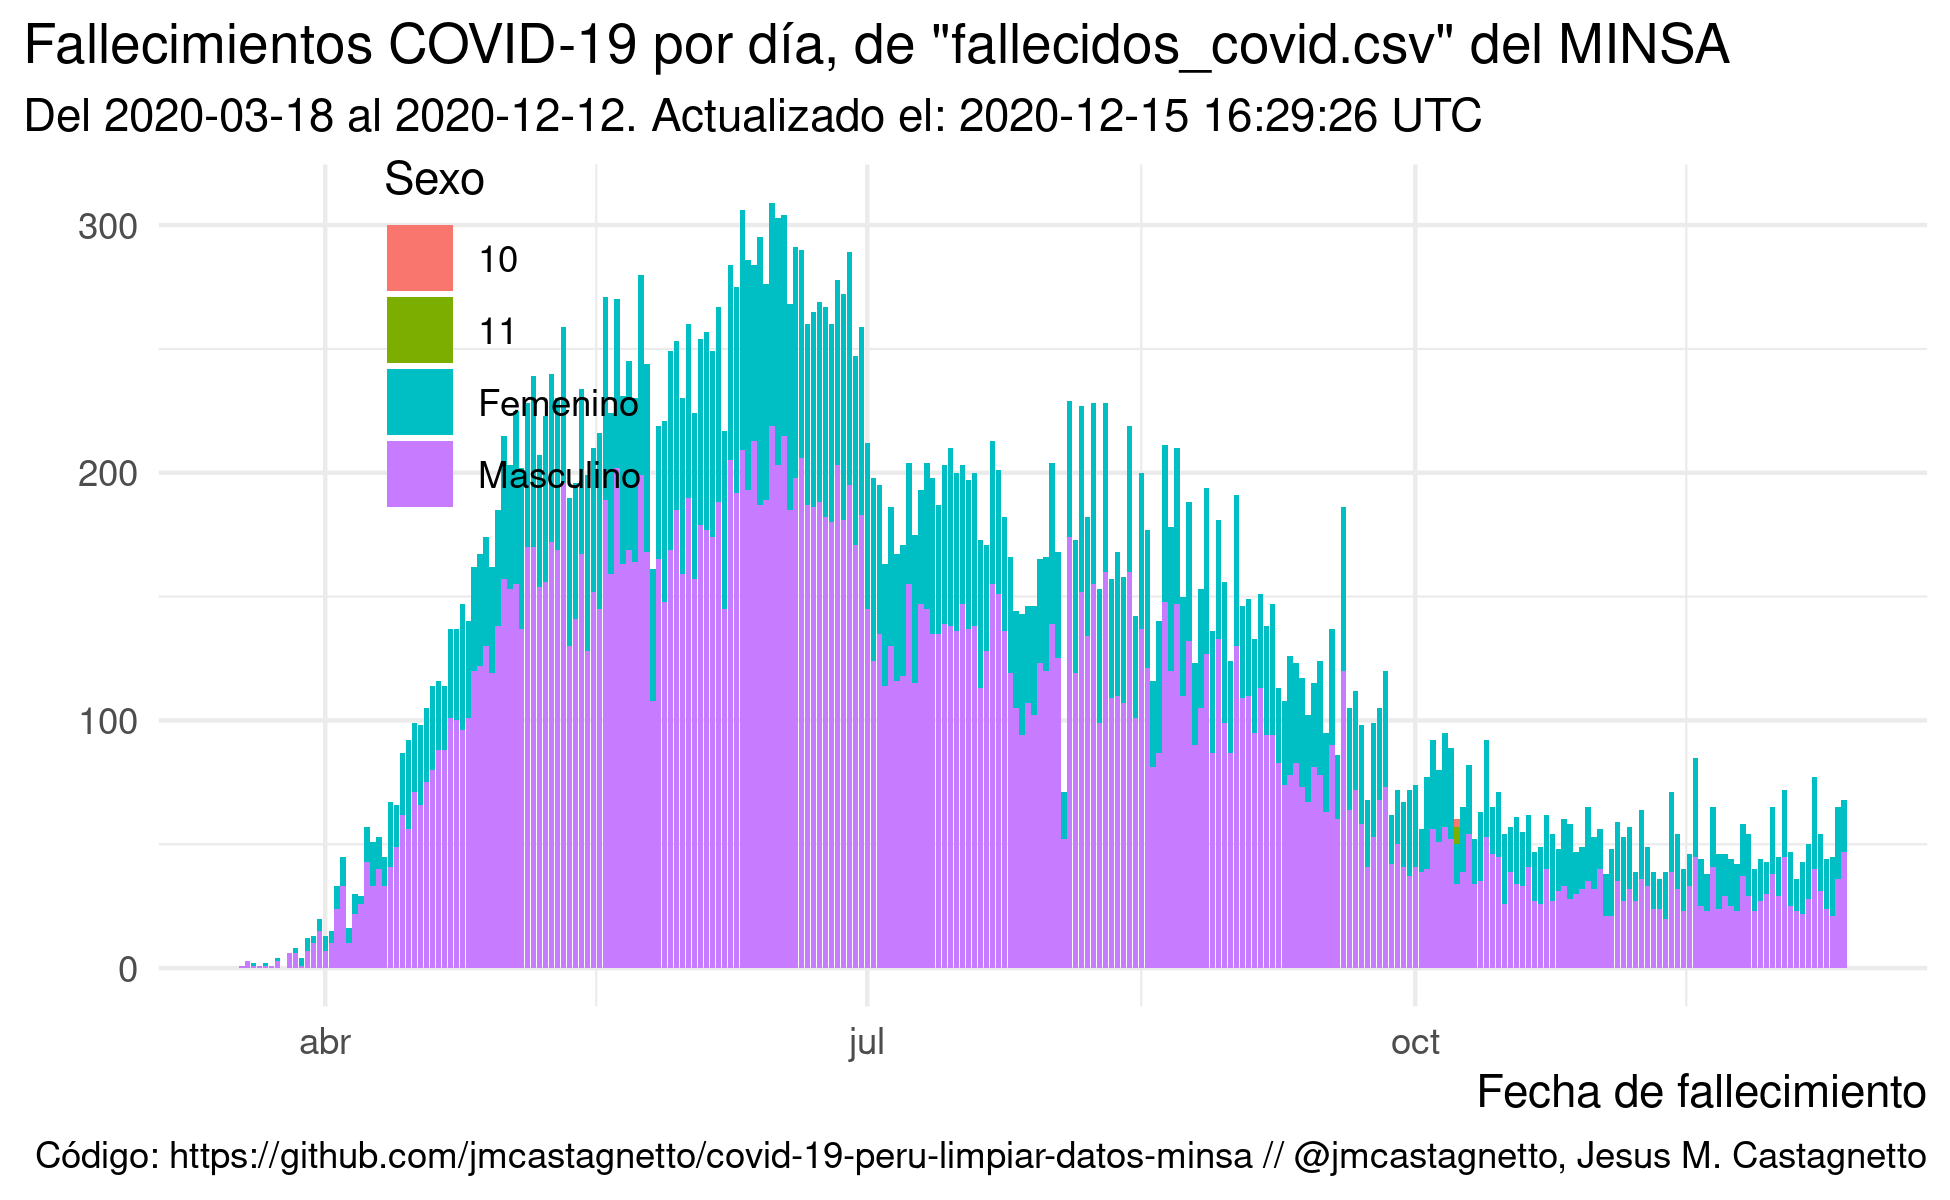 Fallecimientos COVID-19 por día, de "fallecidos_covid.csv" del MINSA
Del 2020-03-18 al 2020-12-12. Actualizado el: 2020-12-15 16:29:26 UTC
Sexo
10
11
Femenino
Masculino
300
200
100
0
abr jul oct
Fecha de fallecimiento
Código: https://github.com/jmcastagnetto/covid-19-peru-limpiar-datos-minsa // @jmcastagnetto, Jesus M. Castagnetto